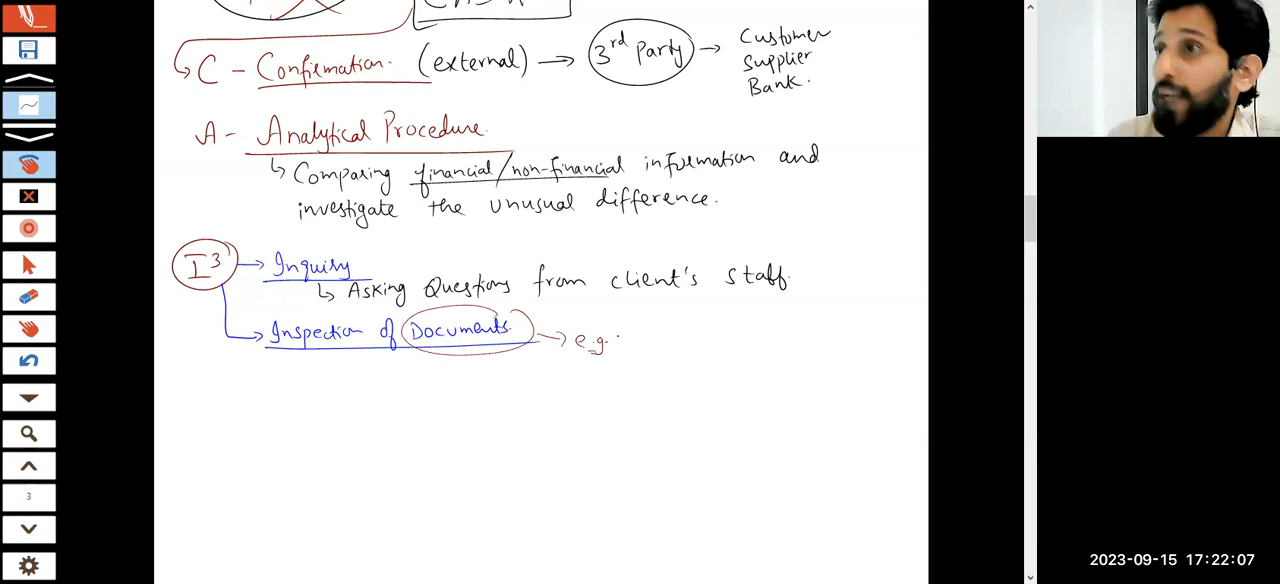 C - Confirmation. (external) → 3rd Party → Customer
Supplier
Bank.
A - Analytical Procedure.
↳ Comparing financial/non-financial information and
investigate the unusual difference.
I³ → Inquiry
↳ Asking Questions from client's staff.
→ Inspection of Documents. → e.g.
3
2023-09-15 17:22:07